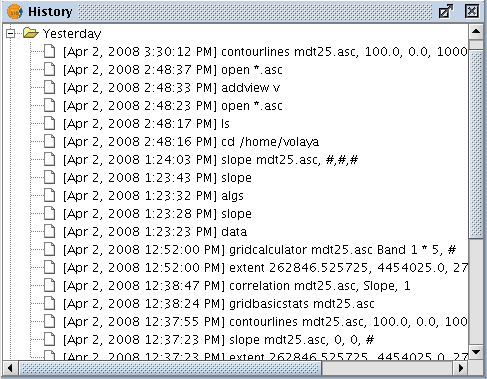 History
Yesterday
[Apr 2, 2008 3:30:12 PM] contourlines mdt25.asc, 100.0, 0.0, 1000
[Apr 2, 2008 2:48:37 PM] open *.asc
[Apr 2, 2008 2:48:33 PM] addview v
[Apr 2, 2008 2:48:23 PM] open *.asc
[Apr 2, 2008 2:48:17 PM] ls
[Apr 2, 2008 2:48:16 PM] cd /home/volaya
[Apr 2, 2008 1:24:03 PM] slope mdt25.asc, #,#,#
[Apr 2, 2008 1:23:43 PM] slope
[Apr 2, 2008 1:23:32 PM] algs
[Apr 2, 2008 1:23:28 PM] slope
[Apr 2, 2008 1:23:23 PM] data
[Apr 2, 2008 12:52:00 PM] gridcalculator mdt25.asc Band 1 * 5, #
[Apr 2, 2008 12:52:00 PM] extent 262846.525725, 4454025.0, 27
[Apr 2, 2008 12:38:47 PM] correlation mdt25.asc, Slope, 1
[Apr 2, 2008 12:38:24 PM] gridbasicstats mdt25.asc
[Apr 2, 2008 12:37:55 PM] contourlines mdt25.asc, 100.0, 0.0, 100
[Apr 2, 2008 12:37:23 PM] slope mdt25.asc, 0, 0, #
[Apr 2, 2008 12:37:23 PM] extent 262846.525725, 4454025.0, 27